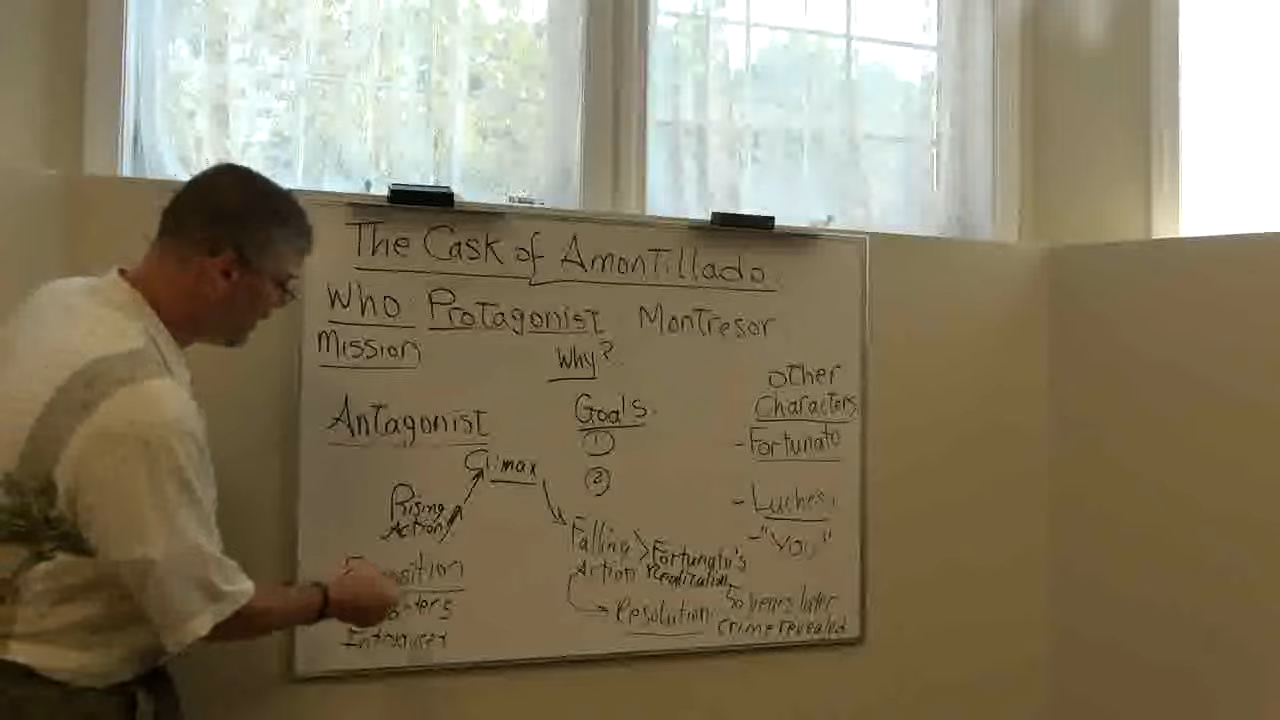 The Cask of Amontillado
Who Protagonist Montresor
Mission Why?
Antagonist Goals
①
②
Other
Characters
- Fortunato
- Luchesi
- "You"
Climax
Rising
Action
Falling > Fortunato's
Action Realization
Resolution 50 years later
crime revealed